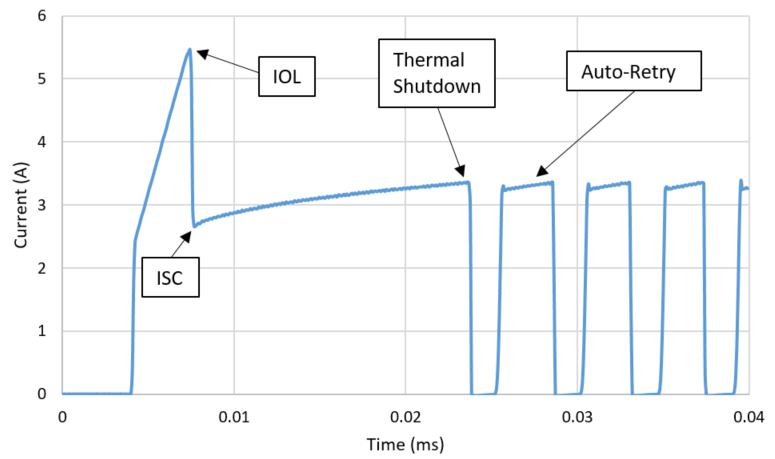 6
5
4
3
2
1
0
Current (A)
IOL
ISC
Thermal
Shutdown
Auto-Retry
0
0.01
0.02
0.03
0.04
Time (ms)